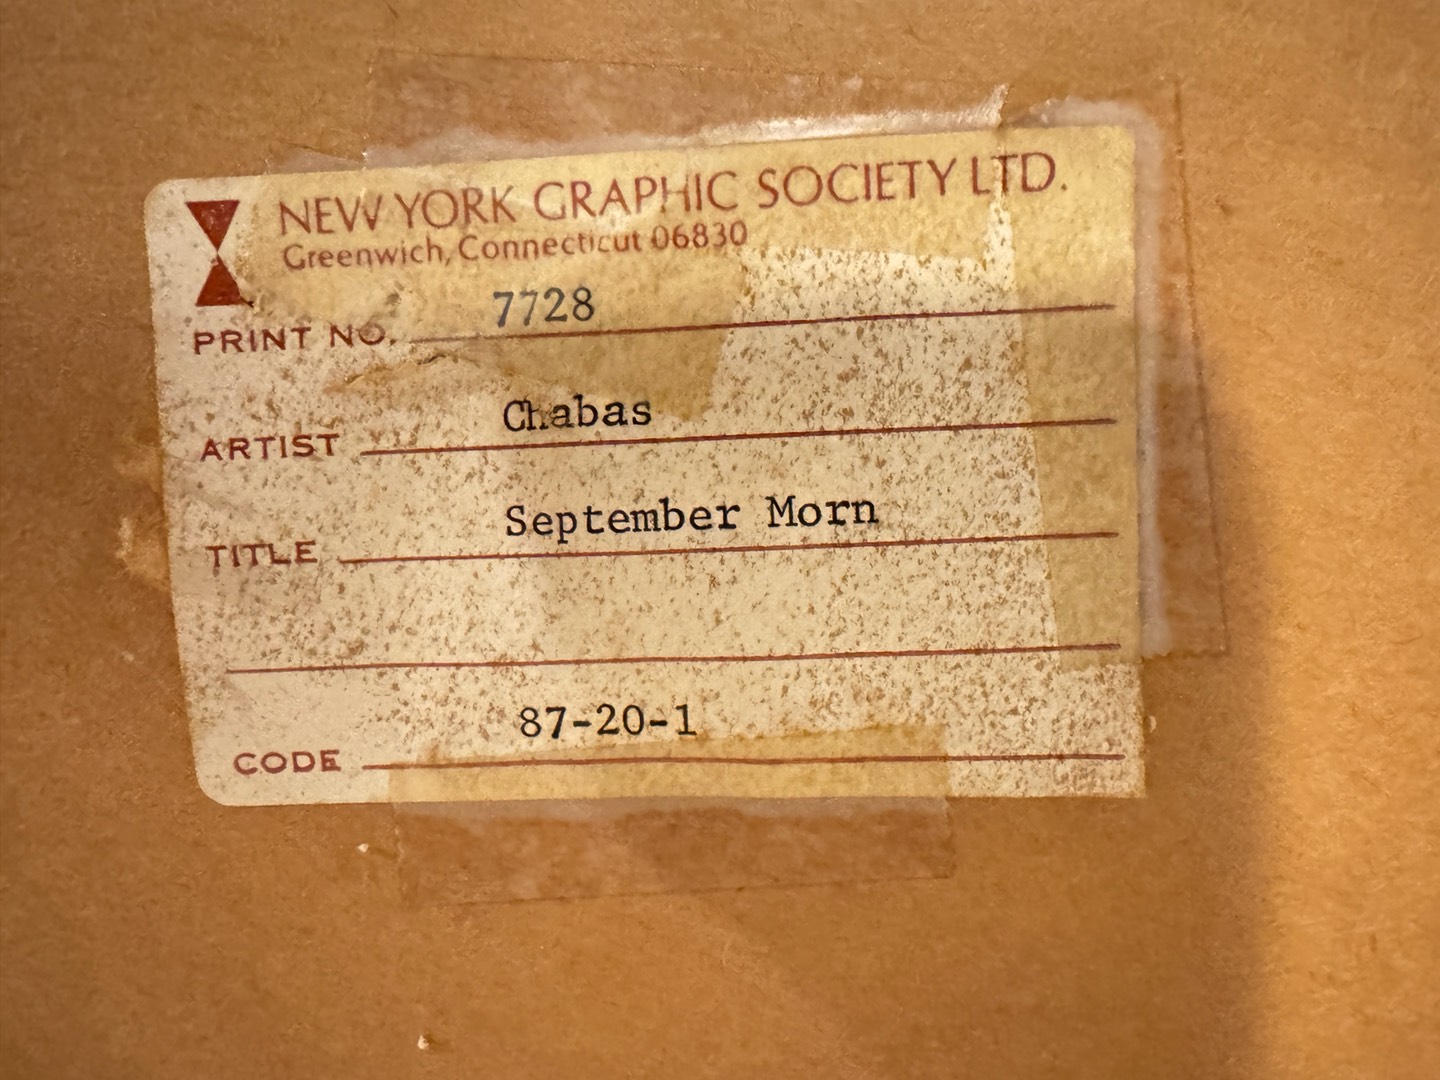 NEW YORK GRAPHIC SOCIETY LTD.
Greenwich, Connecticut 06830
PRINT NO. 7728
ARTIST Chabas
TITLE September Morn
CODE 87-20-1